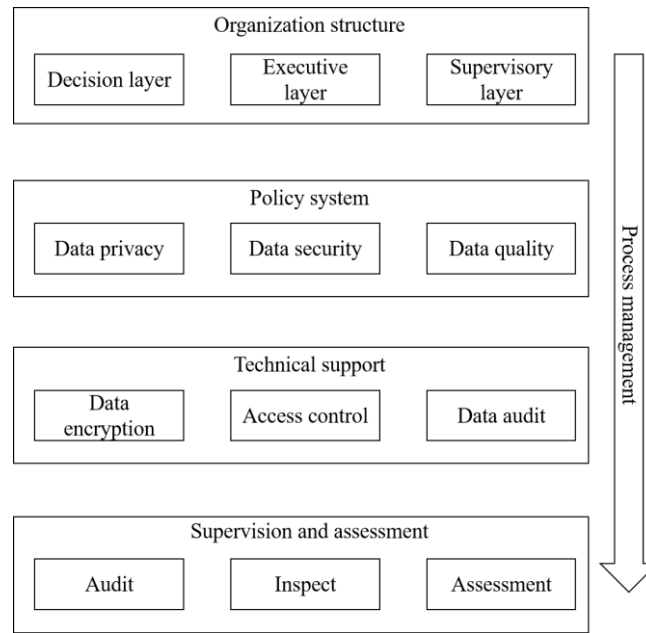 Organization structure
Decision layer
Executive
layer
Supervisory
layer
Policy system
Data privacy
Data security
Data quality
Technical support
Data
encryption
Access control
Data audit
Supervision and assessment
Audit
Inspect
Assessment
Process management